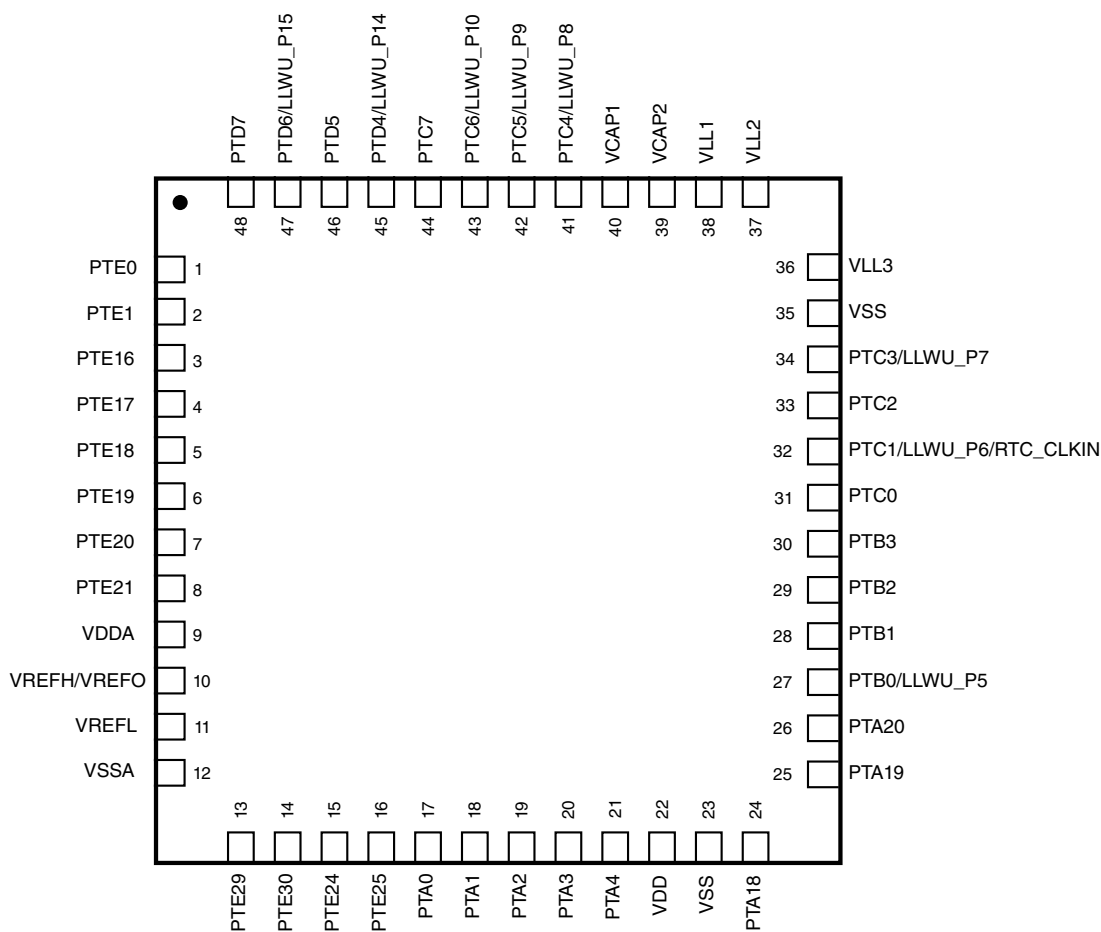 PTD7
PTD6/LLWU_P15
PTD5
PTD4/LLWU_P14
PTC7
PTC6/LLWU_P10
PTC5/LLWU_P9
PTC4/LLWU_P8
VCAP1
VCAP2
VLL1
VLL2
48
47
46
45
44
43
42
41
40
39
38
37
PTE0 1
PTE1 2
PTE16 3
PTE17 4
PTE18 5
PTE19 6
PTE20 7
PTE21 8
VDDA 9
VREFH/VREFO 10
VREFL 11
VSSA 12
36 VLL3
35 VSS
34 PTC3/LLWU_P7
33 PTC2
32 PTC1/LLWU_P6/RTC_CLKIN
31 PTC0
30 PTB3
29 PTB2
28 PTB1
27 PTB0/LLWU_P5
26 PTA20
25 PTA19
13
14
15
16
17
18
19
20
21
22
23
24
PTE29
PTE30
PTE24
PTE25
PTA0
PTA1
PTA2
PTA3
PTA4
VDD
VSS
PTA18